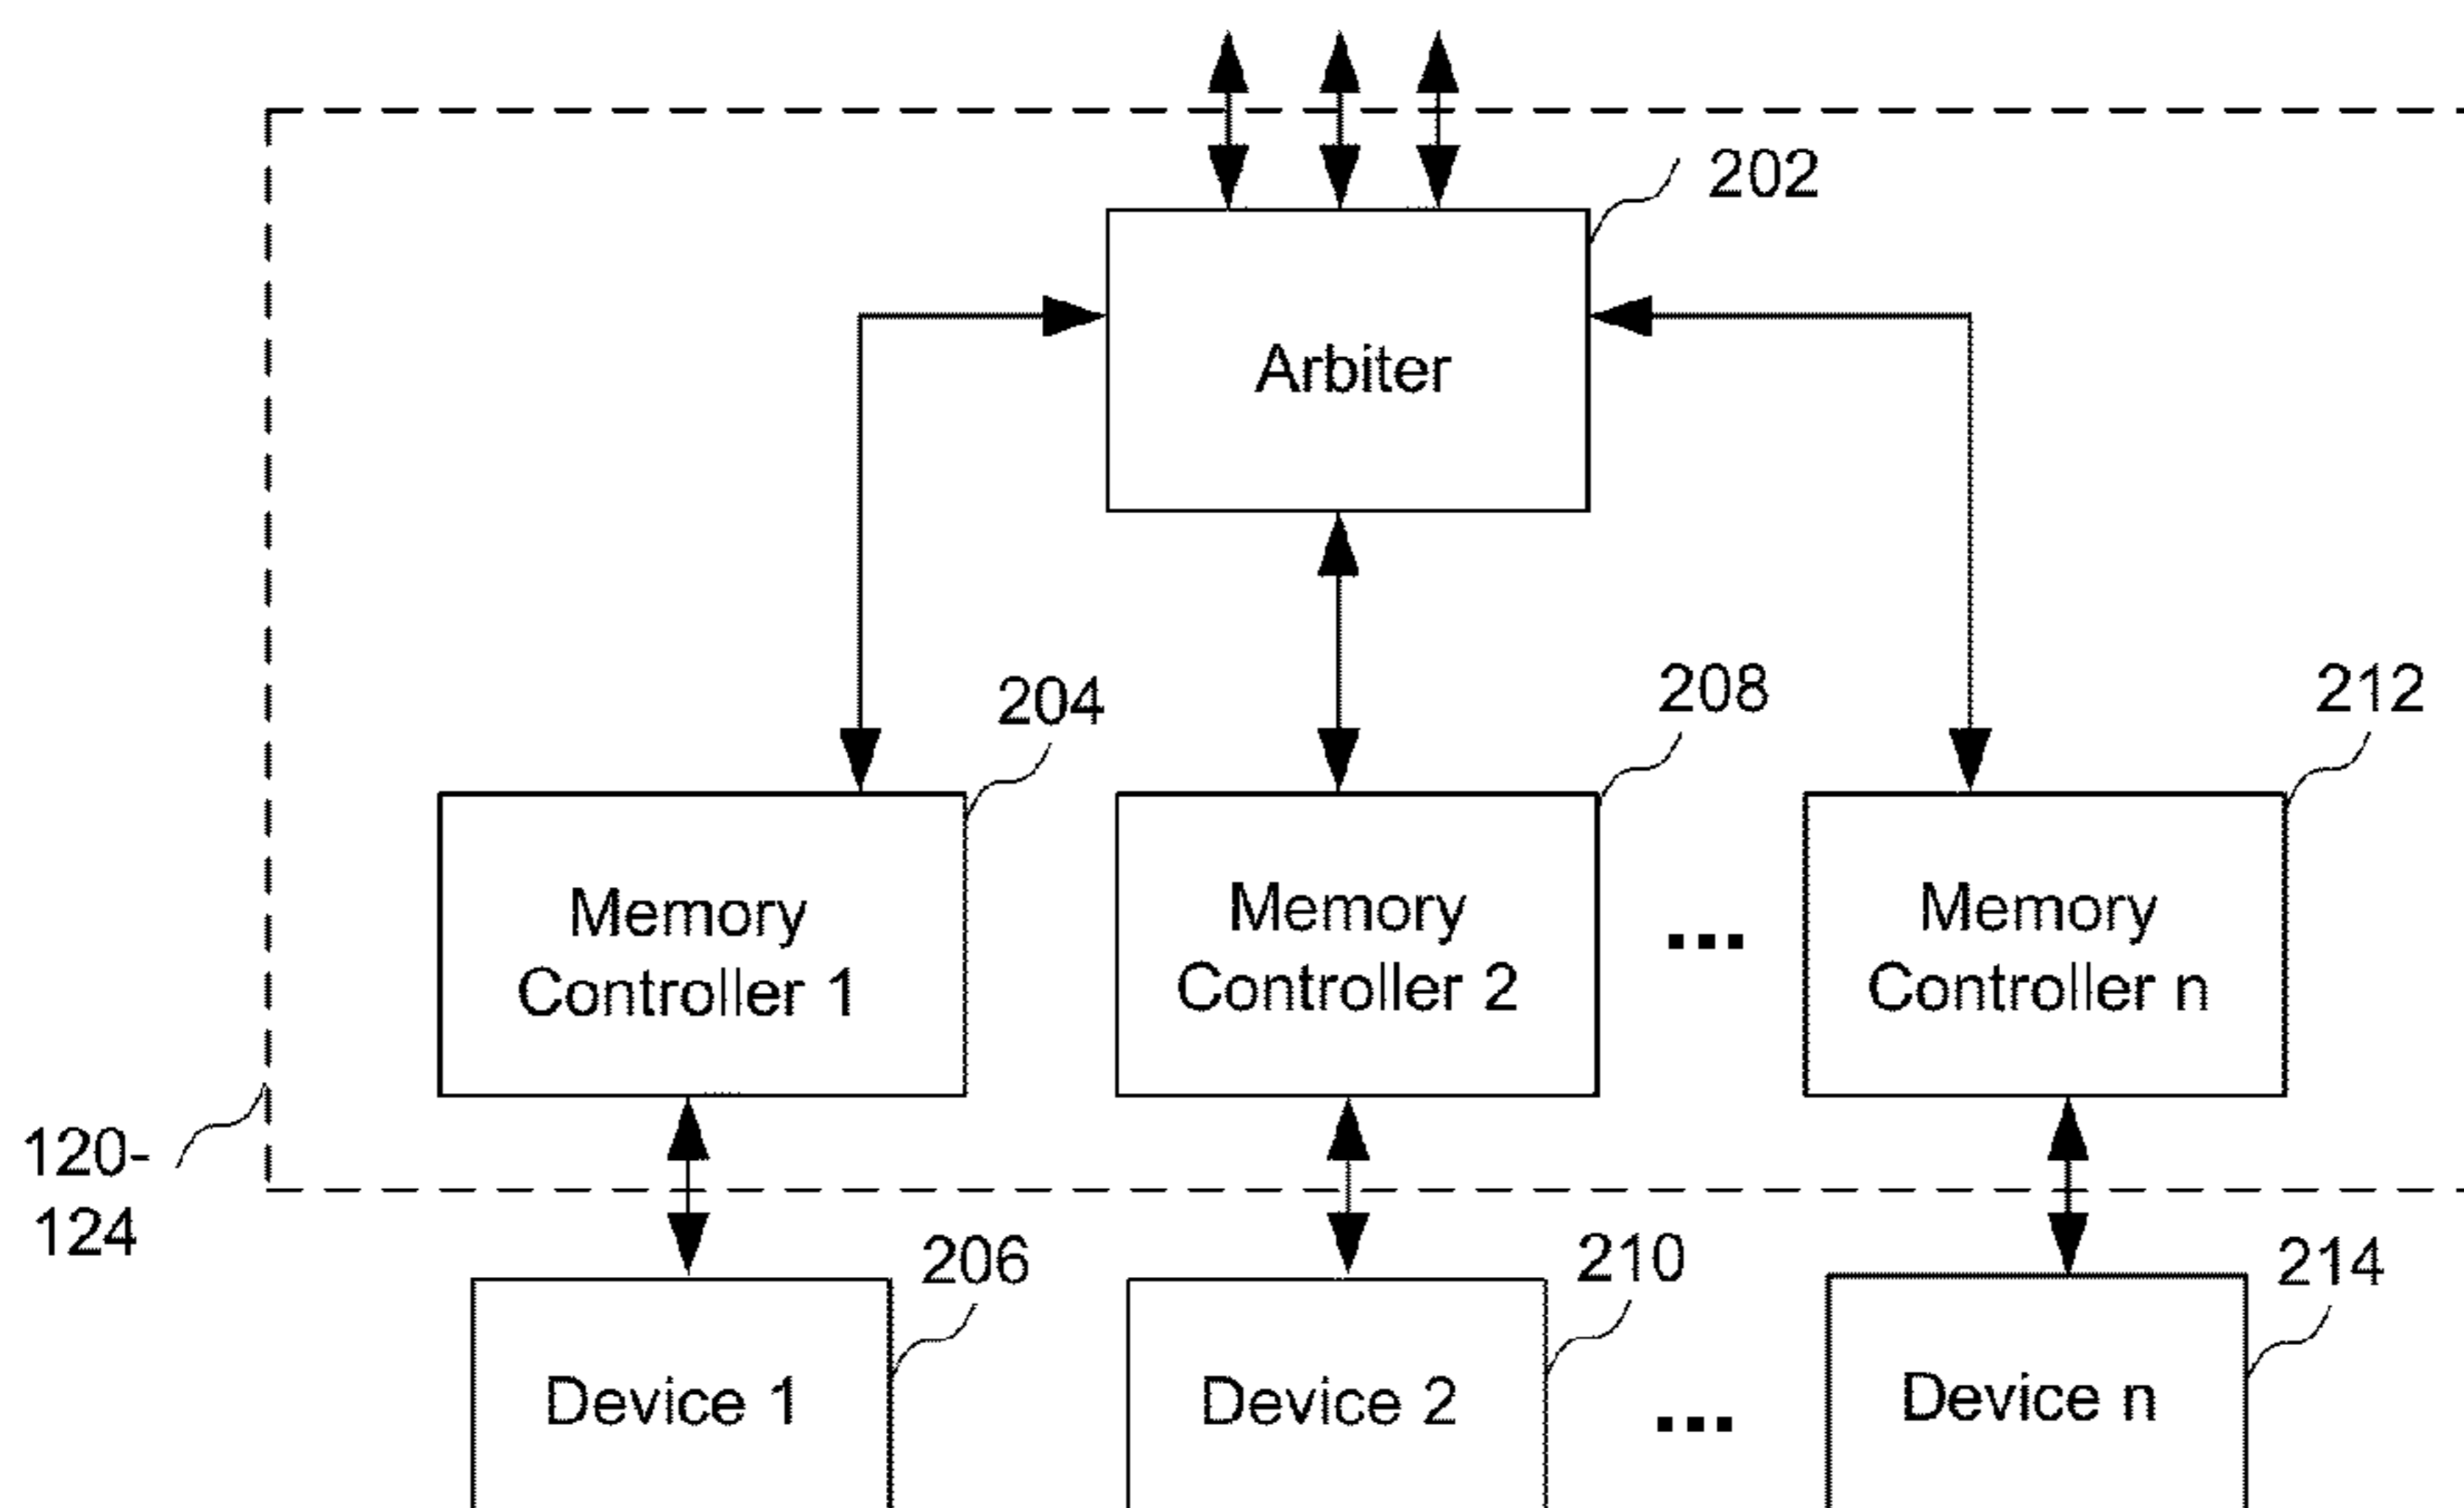 202
Arbiter
204
208
212
Memory
Controller 1
Memory
Controller 2
...
Memory
Controller n
120-
124
206
210
214
Device 1
Device 2
...
Device n